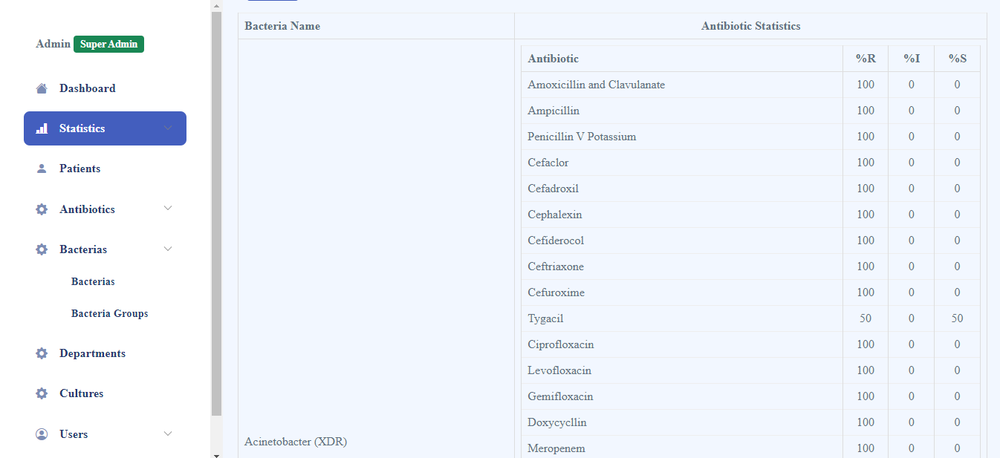 Admin Super Admin
Dashboard
Statistics
Patients
Antibiotics
Bacterias
Bacterias
Bacteria Groups
Departments
Cultures
Users
Bacteria Name Antibiotic Statistics
Antibiotic %R %I %S
Amoxicillin and Clavulanate 100 0 0
Ampicillin 100 0 0
Penicillin V Potassium 100 0 0
Cefaclor 100 0 0
Cefadroxil 100 0 0
Cephalexin 100 0 0
Cefiderocol 100 0 0
Ceftriaxone 100 0 0
Cefuroxime 100 0 0
Tygacil 50 0 50
Ciprofloxacin 100 0 0
Levofloxacin 100 0 0
Gemifloxacin 100 0 0
Doxycycllin 100 0 0
Acinetobacter (XDR)
Meropenem 100 0 0